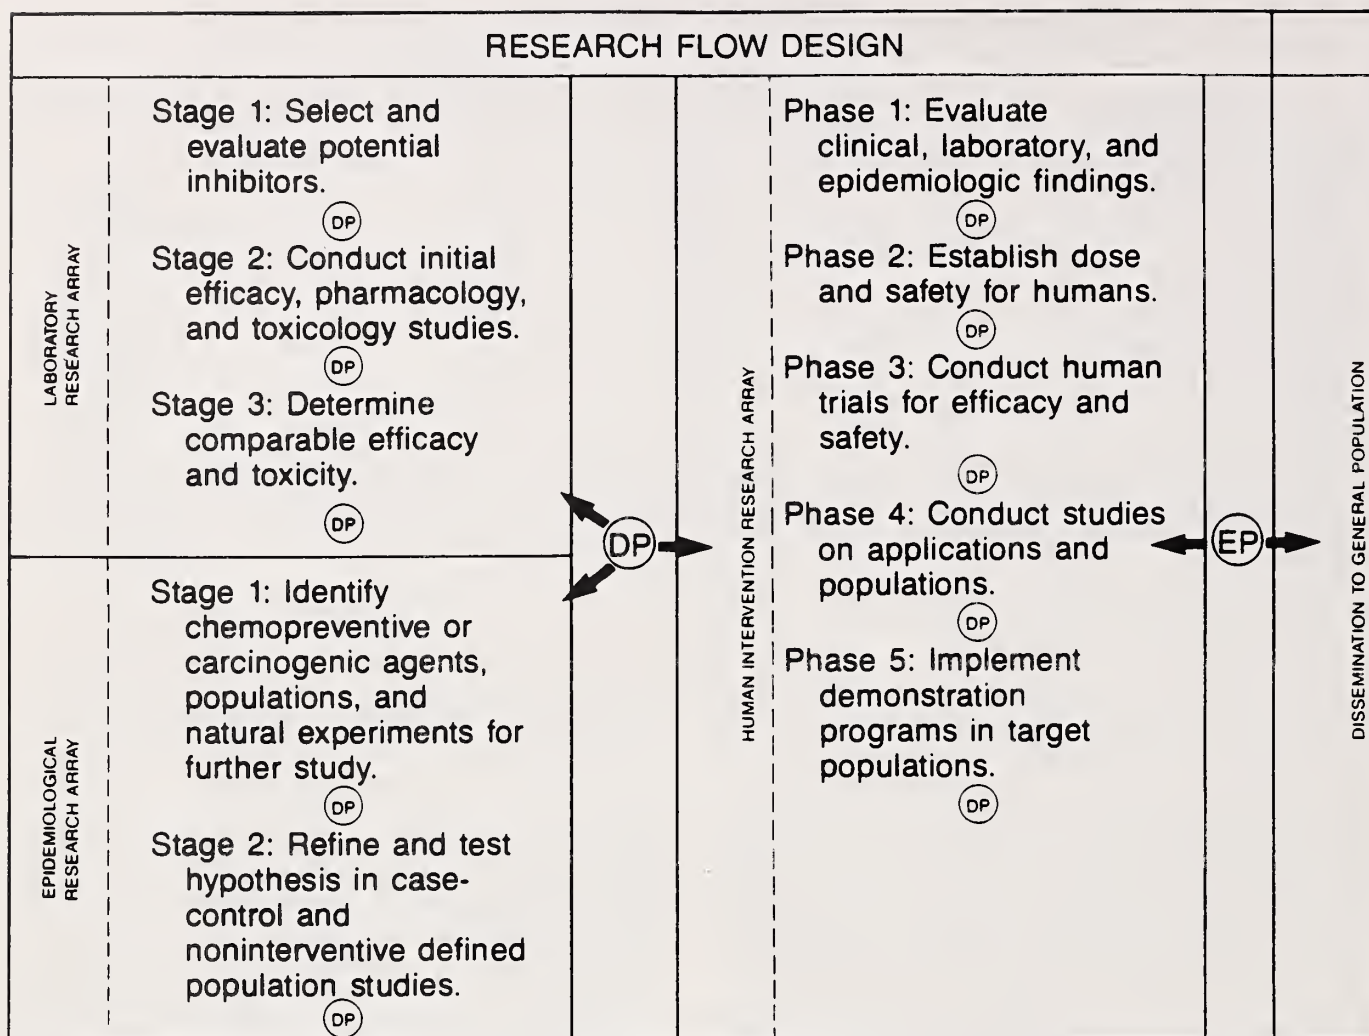 RESEARCH FLOW DESIGN
LABORATORY
RESEARCH ARRAY
Stage 1: Select and
evaluate potential
inhibitors.
DP
Stage 2: Conduct initial
efficacy, pharmacology,
and toxicology studies.
DP
Stage 3: Determine
comparable efficacy
and toxicity.
DP
EPIDEMIOLOGICAL
RESEARCH ARRAY
Stage 1: Identify
chemopreventive or
carcinogenic agents,
populations, and
natural experiments for
further study.
DP
Stage 2: Refine and test
hypothesis in case-
control and
noninterventive defined
population studies.
DP
DP
HUMAN INTERVENTION RESEARCH ARRAY
Phase 1: Evaluate
clinical, laboratory, and
epidemiologic findings.
DP
Phase 2: Establish dose
and safety for humans.
DP
Phase 3: Conduct human
trials for efficacy and
safety.
DP
Phase 4: Conduct studies
on applications and
populations.
DP
Phase 5: Implement
demonstration
programs in target
populations.
DP
EP
DISSEMINATION TO GENERAL POPULATION